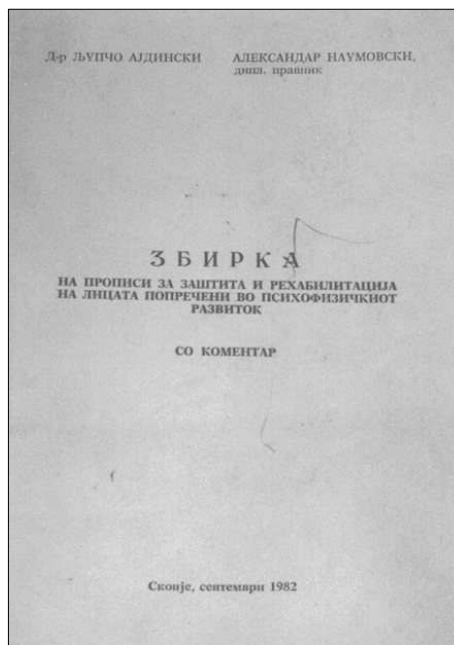 Д-р ЉУПЧО АЈДИНСКИ
АЛЕКСАНДАР НАУМОВСКИ,
дипл. правник
ЗБИРКА
НА ПРОПИСИ ЗА ЗАШТИТА И РЕХАБИЛИТАЦИЈА
НА ЛИЦАТА ПОПРЕЧЕНИ ВО ПСИХОФИЗИЧКИОТ
РАЗВИТОК
СО КОМЕНТАР
Скопје, септември 1982